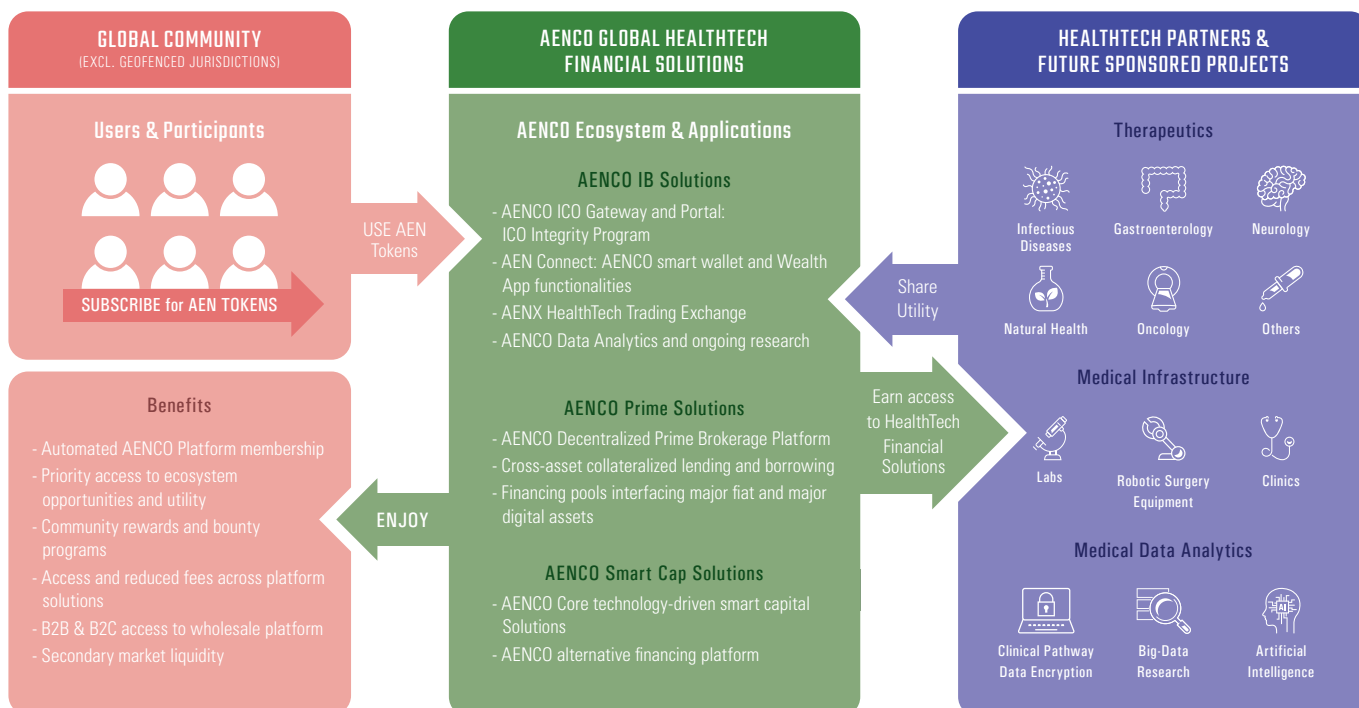 GLOBAL COMMUNITY
(EXCL. GEOFENCED JURISDICTIONS)
Users & Participants
SUBSCRIBE for AEN TOKENS
Benefits
- Automated AENCO Platform membership
- Priority access to ecosystem
opportunities and utility
- Community rewards and bounty
programs
- Access and reduced fees across platform
solutions
- B2B & B2C access to wholesale platform
- Secondary market liquidity
USE AEN
Tokens
ENJOY
AENCO GLOBAL HEALTHTECH
FINANCIAL SOLUTIONS
AENCO Ecosystem & Applications
AENCO IB Solutions
- AENCO ICO Gateway and Portal:
ICO Integrity Program
- AEN Connect: AENCO smart wallet and Wealth
App functionalities
- AENX HealthTech Trading Exchange
- AENCO Data Analytics and ongoing research
AENCO Prime Solutions
- AENCO Decentralized Prime Brokerage Platform
- Cross-asset collateralized lending and borrowing
- Financing pools interfacing major fiat and major
digital assets
AENCO Smart Cap Solutions
- AENCO Core technology-driven smart capital
Solutions
- AENCO alternative financing platform
Share
Utility
Earn access
to HealthTech
Financial
Solutions
HEALTHTECH PARTNERS &
FUTURE SPONSORED PROJECTS
Therapeutics
Infectious
Diseases
Gastroenterology
Neurology
Natural Health
Oncology
Others
Medical Infrastructure
Labs
Robotic Surgery
Equipment
Clinics
Medical Data Analytics
Clinical Pathway
Data Encryption
Big-Data
Research
AI
Artificial
Intelligence